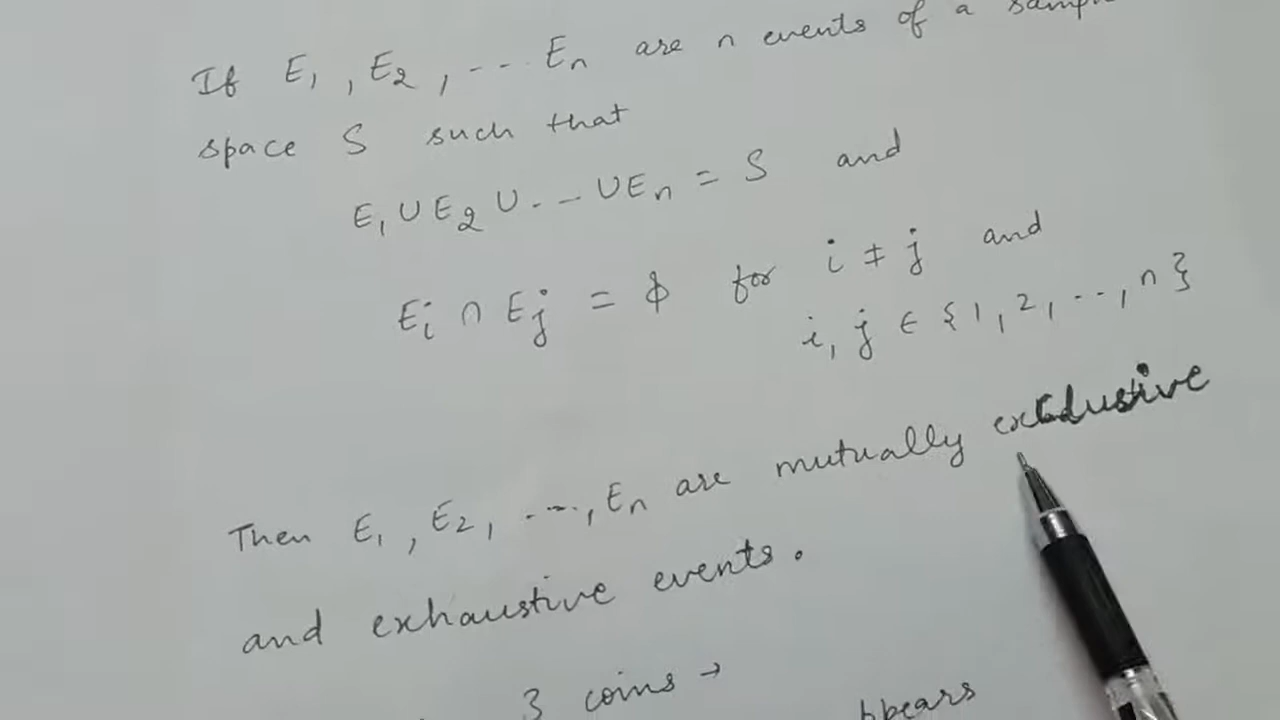 If E₁, E₂, --- Eₙ are n events of a
space S such that
E₁ ∪ E₂ ∪ --- ∪ Eₙ = S and
Eᵢ ∩ Eⱼ = ϕ for i ≠ j and
i, j ∈ {1, 2, --, n}
Then E₁, E₂, ---, Eₙ are mutually exclusive
and exhaustive events.
3 coins →